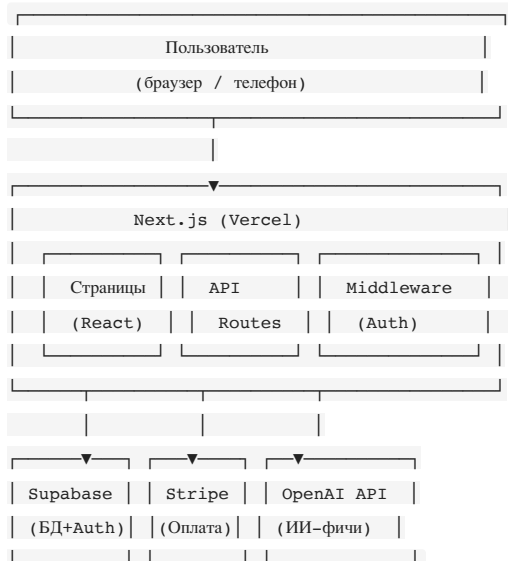 Пользователь
(браузер / телефон)
Next.js (Vercel)
Страницы API Middleware
(React) Routes (Auth)
Supabase Stripe OpenAI API
(БД+Auth) (Оплата) (ИИ-фичи)